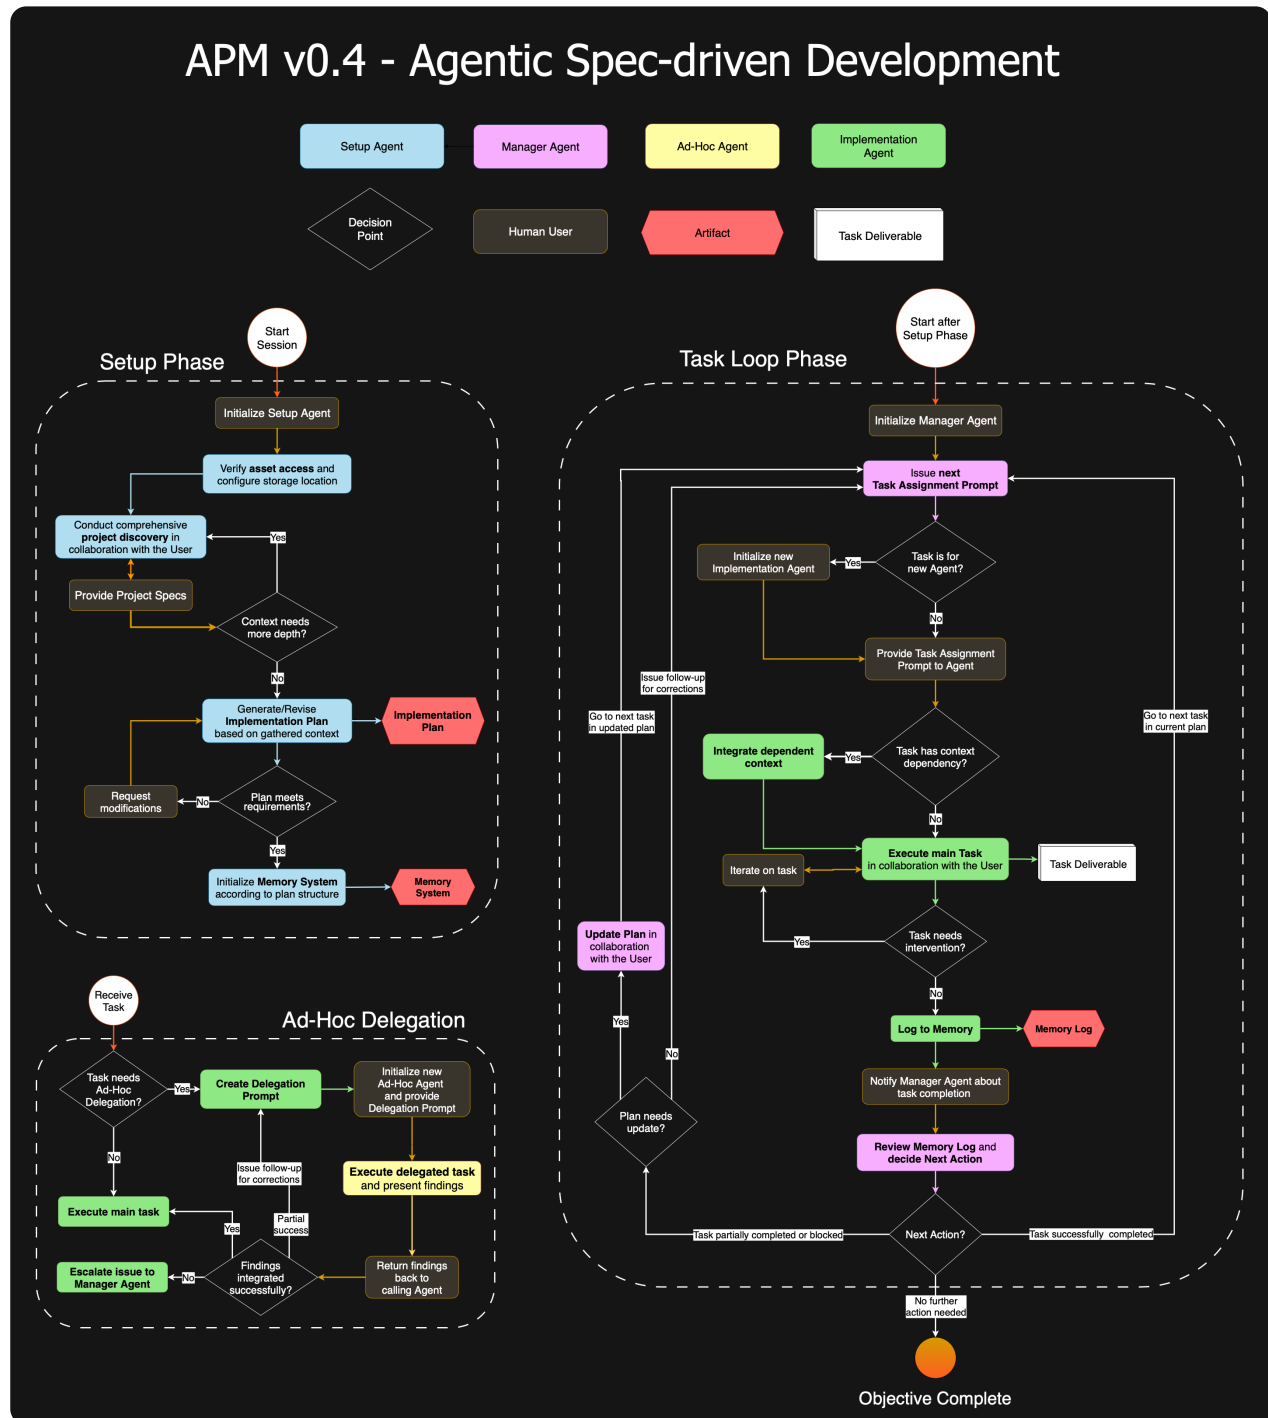 APM v0.4 - Agentic Spec-driven Development
Setup Agent
Manager Agent
Ad-Hoc Agent
Implementation
Agent
Decision
Point
Human User
Artifact
Task Deliverable
Start
Session
Setup Phase
Initialize Setup Agent
Verify asset access and
configure storage location
Conduct comprehensive
project discovery in
collaboration with the User
Yes
Provide Project Specs
Context needs
more depth?
No
Generate/Revise
Implementation Plan
based on gathered context
Implementation
Plan
Request
modifications
No
Plan meets
requirements?
Yes
Initialize Memory System
according to plan structure
Memory
System
Receive
Task
Ad-Hoc Delegation
Task needs
Ad-Hoc
Delegation?
Yes
Create Delegation
Prompt
Initialize new
Ad-Hoc Agent
and provide
Delegation Prompt
No
Issue follow-up
for corrections
Execute delegated task
and present findings
Execute main task
Yes
Partial
success
Escalate issue to
Manager Agent
No
Findings
integrated
successfully?
Return findings
back to
calling Agent
Start after
Setup Phase
Task Loop Phase
Initialize Manager Agent
Issue next
Task Assignment Prompt
Initialize new
Implementation Agent
Yes
Task is for
new Agent?
No
Provide Task Assignment
Prompt to Agent
Issue follow-up
for corrections
Go to next task
in updated plan
Go to next task
in current plan
Integrate dependent
context
Yes
Task has context
dependency?
No
Execute main Task
in collaboration with the User
Task Deliverable
Iterate on task
Yes
Task needs
intervention?
Update Plan in
collaboration
with the User
No
Log to Memory
Memory Log
Yes
No
Notify Manager Agent about
task completion
Plan needs
update?
Review Memory Log and
decide Next Action
Task partially completed or blocked
Next Action?
Task successfully completed
No further
action needed
Objective Complete